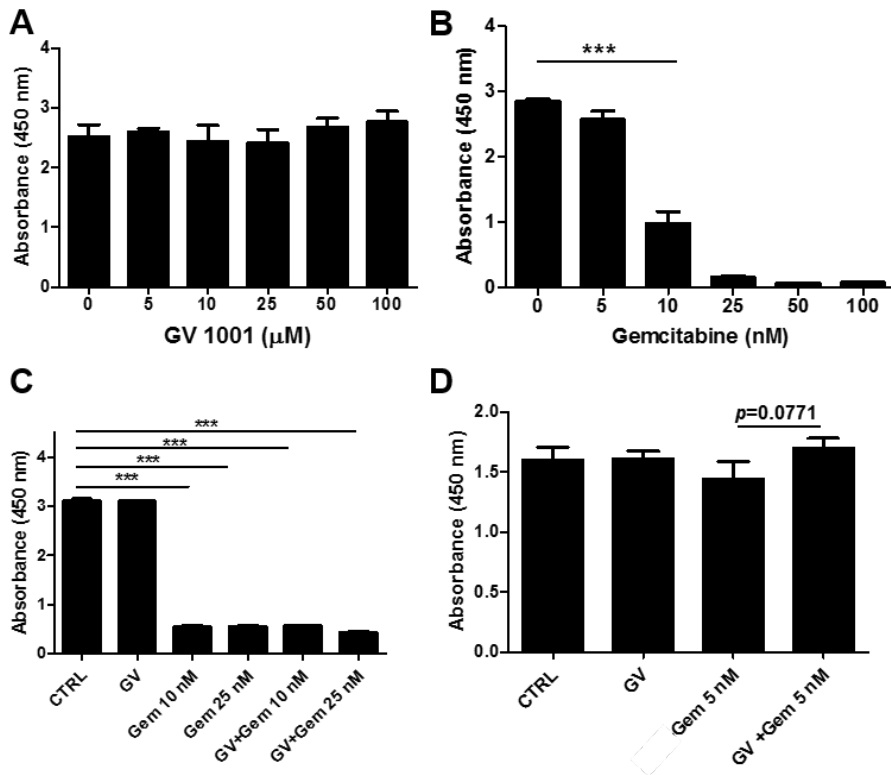 A
Absorbance (450 nm)
4
3
2
1
0
0 5 10 25 50 100
GV 1001 (μM)
B
***
Absorbance (450 nm)
4
3
2
1
0
0 5 10 25 50 100
Gemcitabine (nM)
C
***
***
***
***
Absorbance (450 nm)
4
3
2
1
0
CTRL
GV
Gem 10 nM
Gem 25 nM
GV+Gem 10 nM
GV+Gem 25 nM
D
p=0.0771
Absorbance (450 nm)
2.0
1.5
1.0
0.5
0.0
CTRL
GV
Gem 5 nM
GV +Gem 5 nM